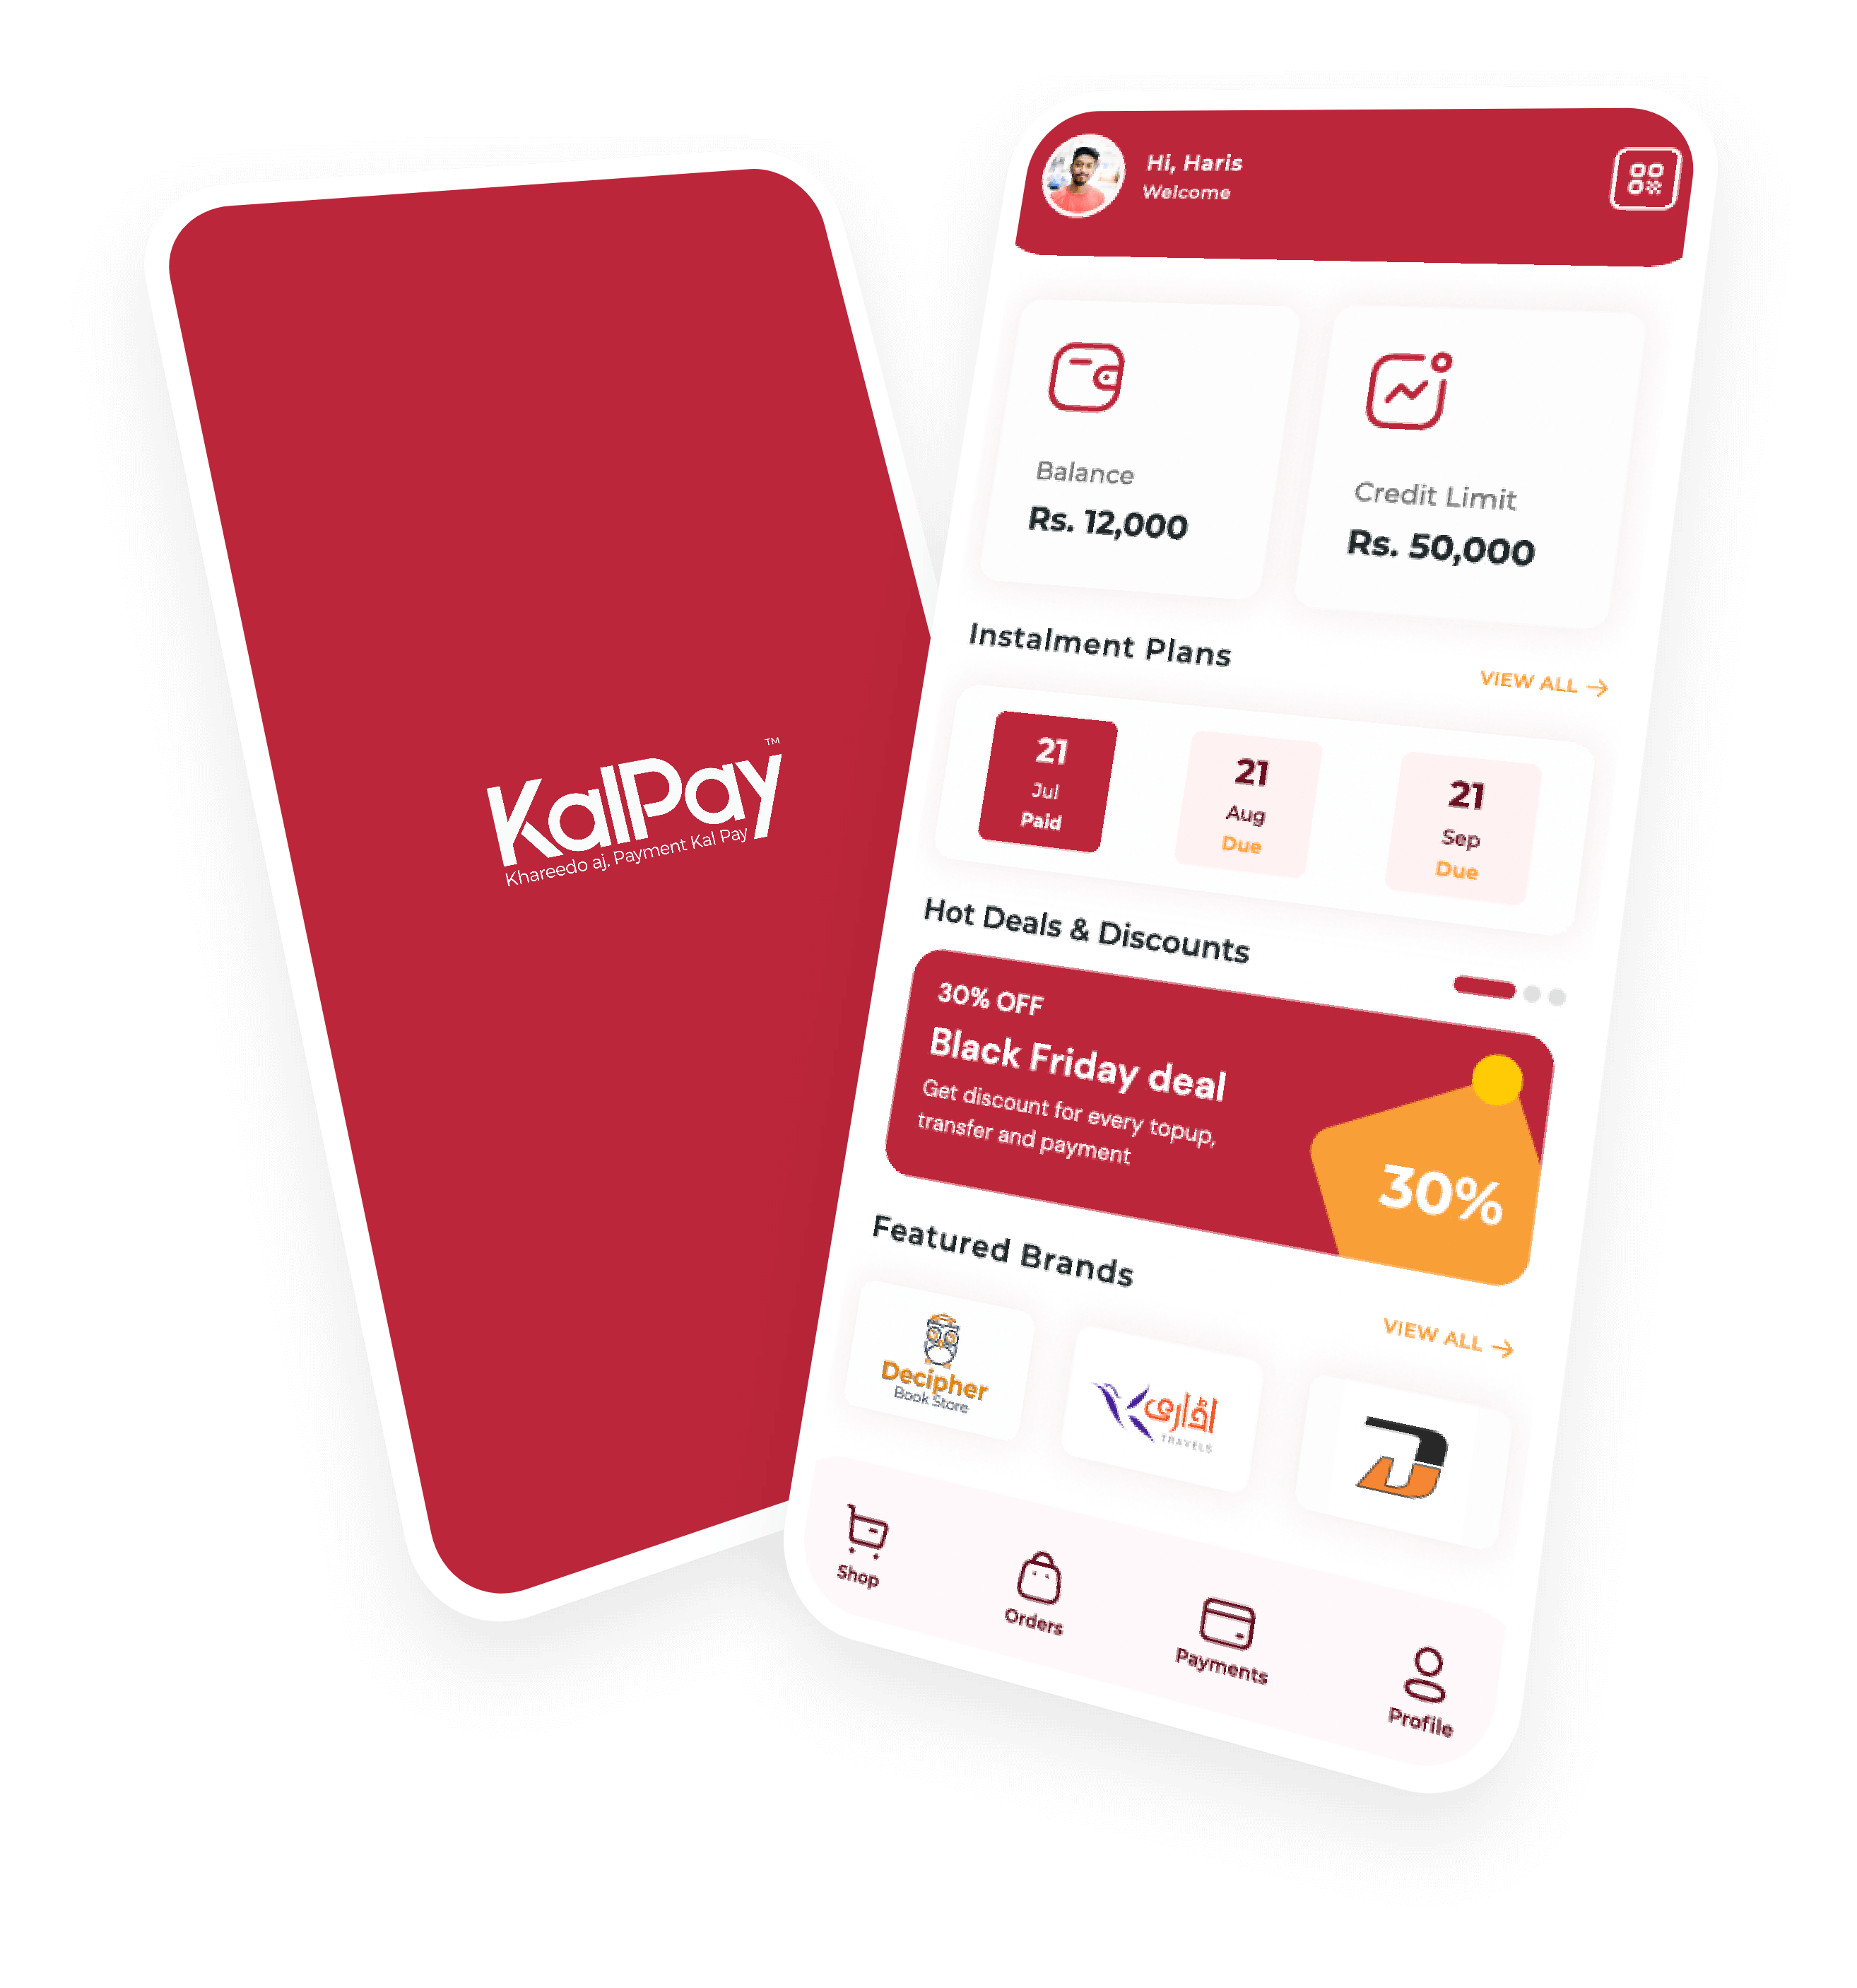 KalPay™
Khareedo aj. Payment Kal Pay
Hi, Haris
Welcome
Balance
Rs. 12,000
Credit Limit
Rs. 50,000
Instalment Plans
VIEW ALL →
21
Jul
Paid
21
Aug
Due
21
Sep
Due
Hot Deals & Discounts
30% OFF
Black Friday deal
Get discount for every topup,
transfer and payment
30%
Featured Brands
VIEW ALL →
Decipher
Book Store
اڈاری
TRAVELS
Shop
Orders
Payments
Profile